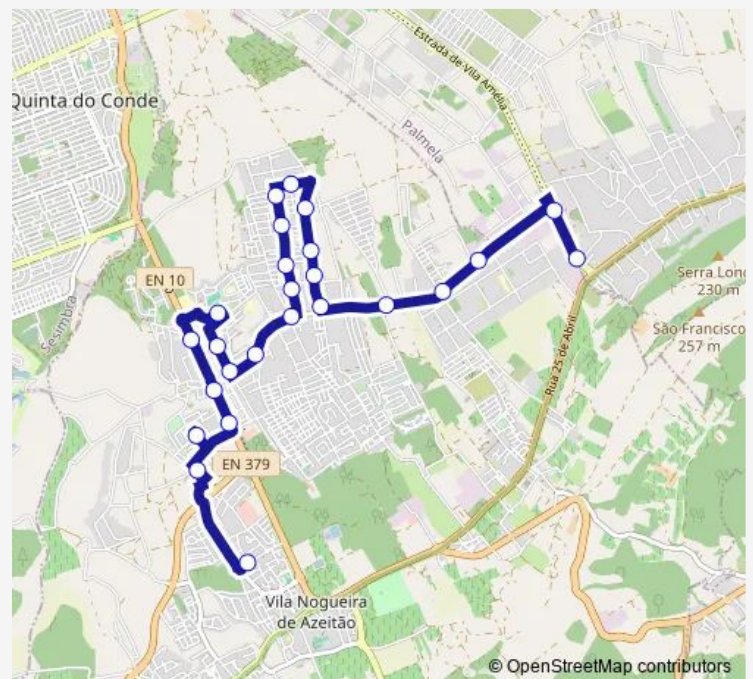 Estrada de Vila Amélia
Quinta do Conde
Palmela
EN 10
Serra
230 m
São Francisco
257 m
Sesimbra
Rua 25 de Abril
EN 379
Vila Nogueira
de Azeitão
© OpenStreetMap contributors